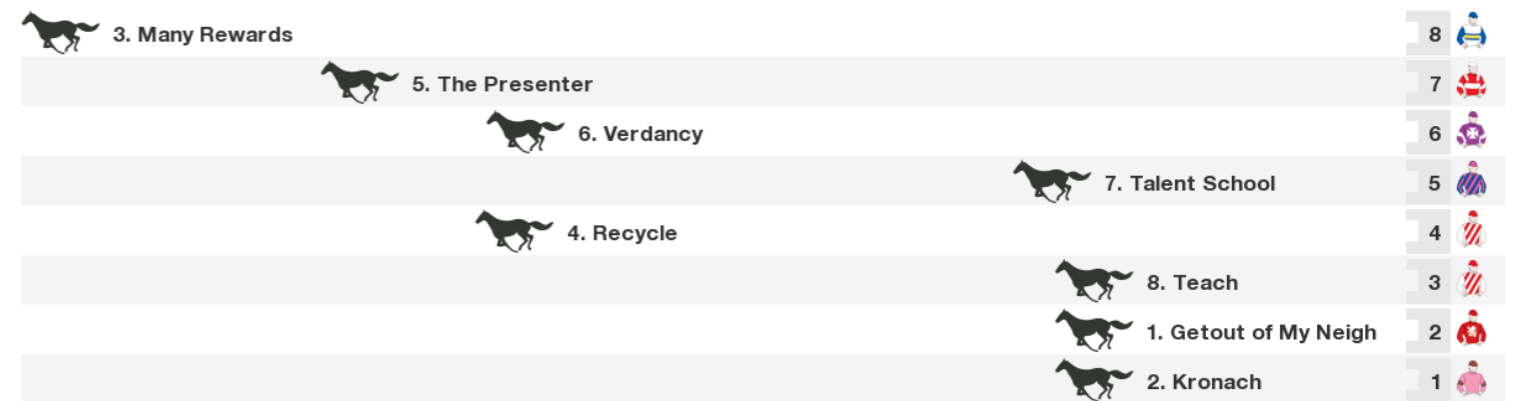 3. Many Rewards 8
5. The Presenter 7
6. Verdancy 6
7. Talent School 5
4. Recycle 4
8. Teach 3
1. Getout of My Neigh 2
2. Kronach 1